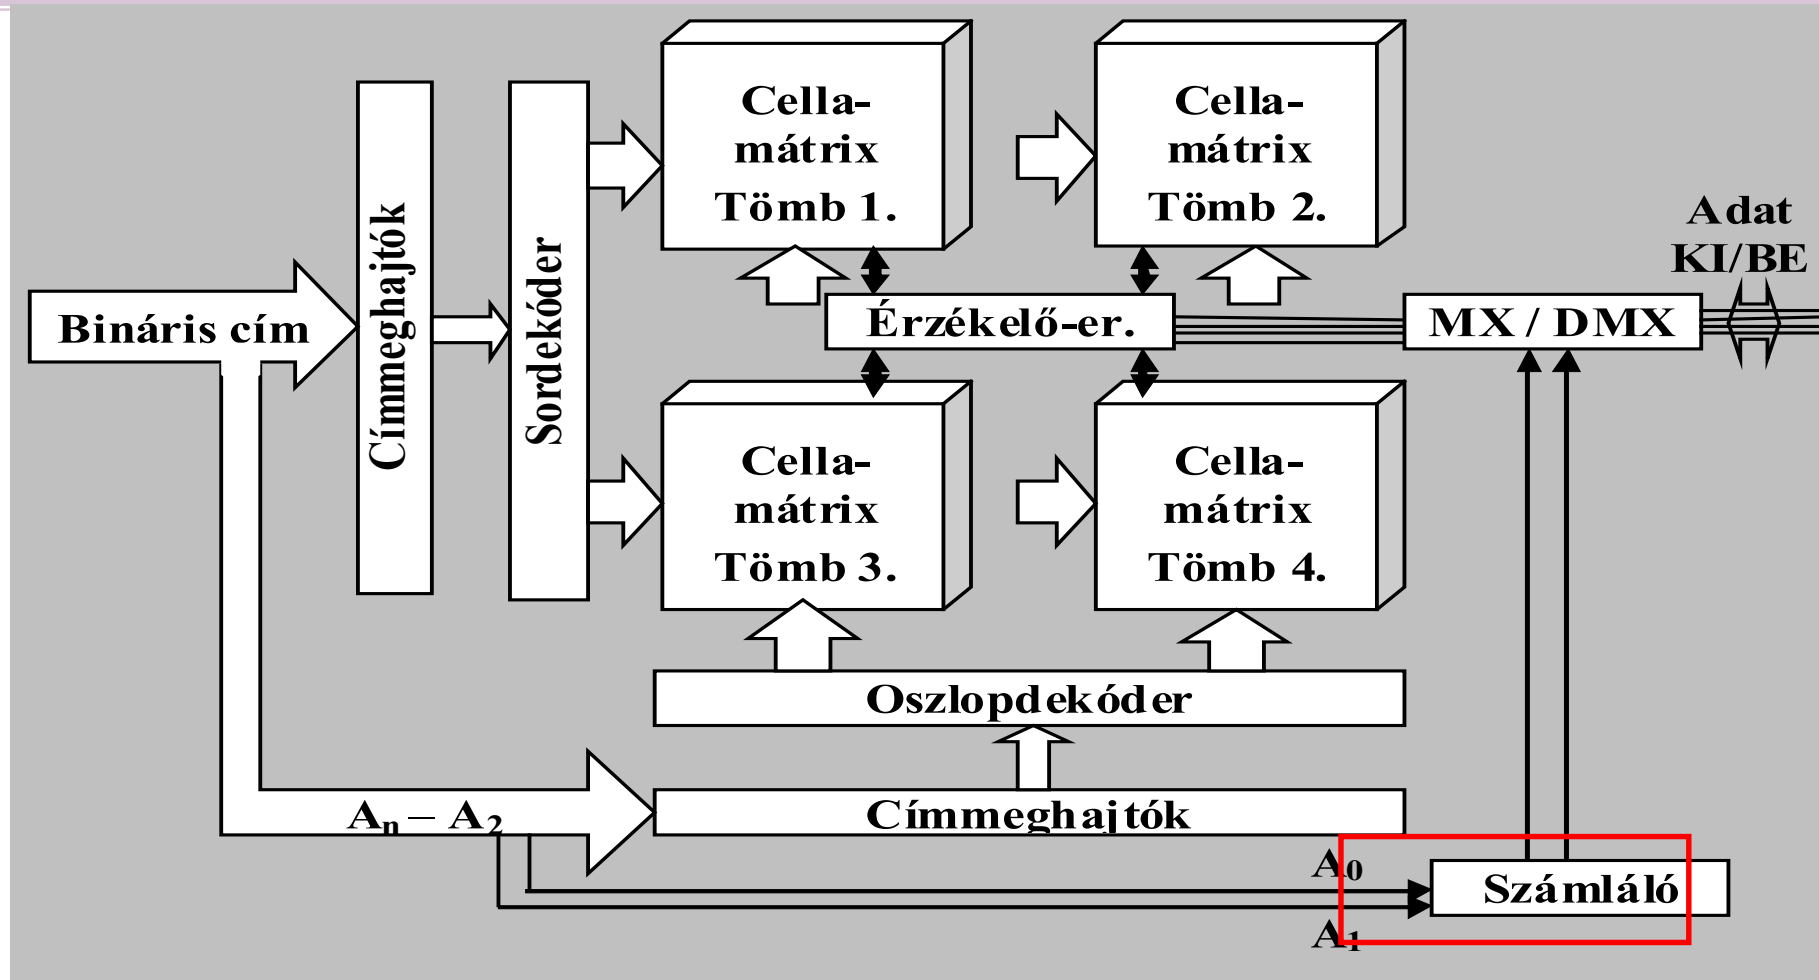 Cella-
mátrix
Tömb 1.
Cella-
mátrix
Tömb 2.
Adat
KI/BE
Bináris cím
Címmeghajtók
Sordekóder
Érzékelő-er.
MX / DMX
Cella-
mátrix
Tömb 3.
Cella-
mátrix
Tömb 4.
Oszlopdekóder
Aₙ – A₂
Címmeghajtók
A₀
Számláló
A₁